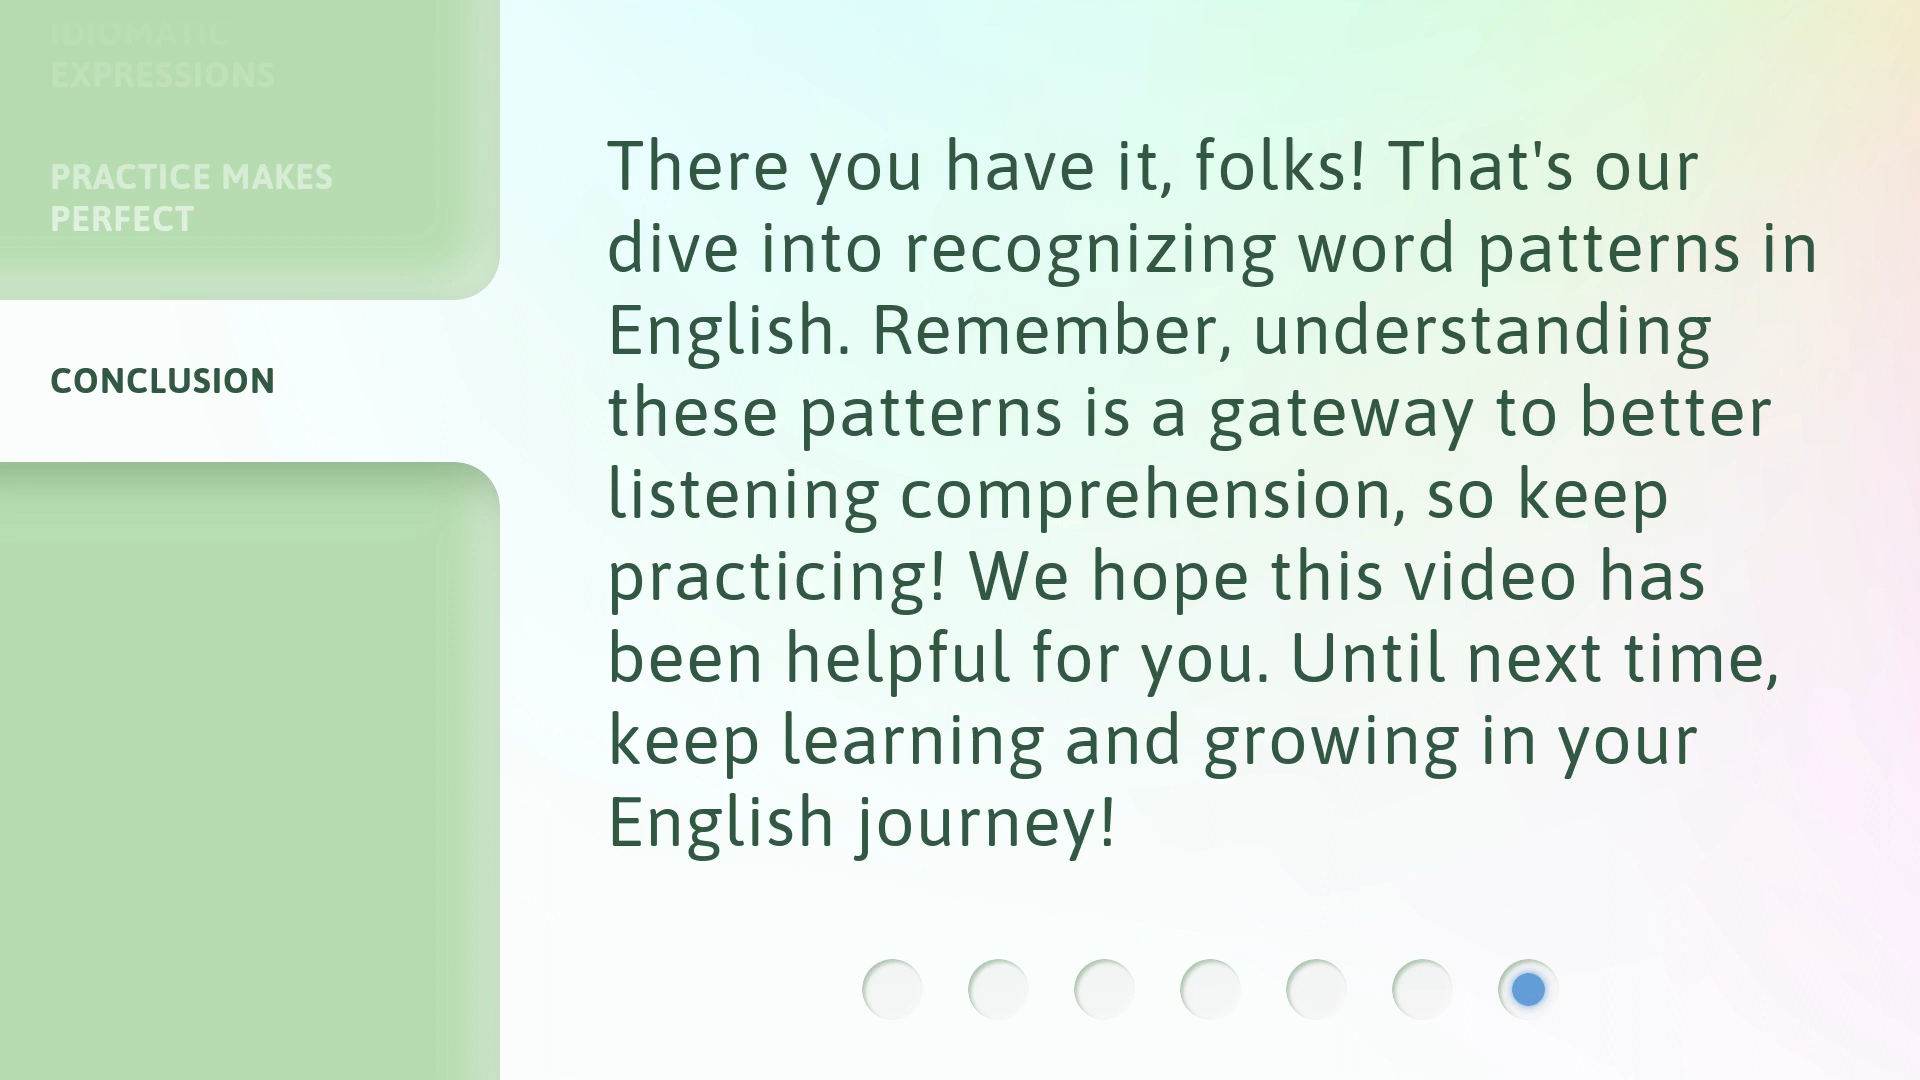 IDIOMATIC
EXPRESSIONS
PRACTICE MAKES
PERFECT
CONCLUSION
There you have it, folks! That's our
dive into recognizing word patterns in
English. Remember, understanding
these patterns is a gateway to better
listening comprehension, so keep
practicing! We hope this video has
been helpful for you. Until next time,
keep learning and growing in your
English journey!